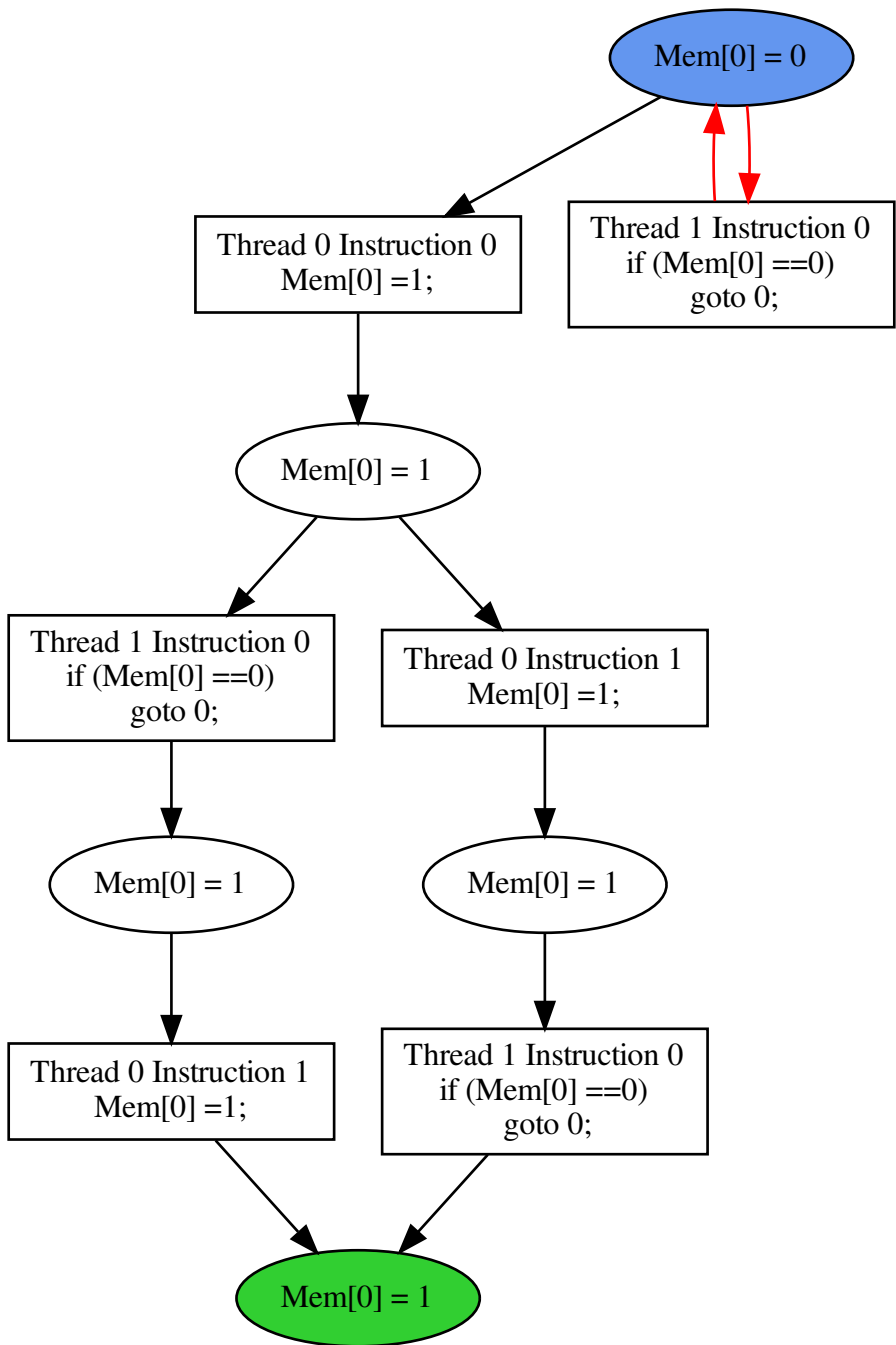 Mem[0] = 0
Thread 0 Instruction 0
Mem[0] =1;
Thread 1 Instruction 0
if (Mem[0] ==0)
goto 0;
Mem[0] = 1
Thread 1 Instruction 0
if (Mem[0] ==0)
goto 0;
Thread 0 Instruction 1
Mem[0] =1;
Mem[0] = 1
Mem[0] = 1
Thread 0 Instruction 1
Mem[0] =1;
Thread 1 Instruction 0
if (Mem[0] ==0)
goto 0;
Mem[0] = 1